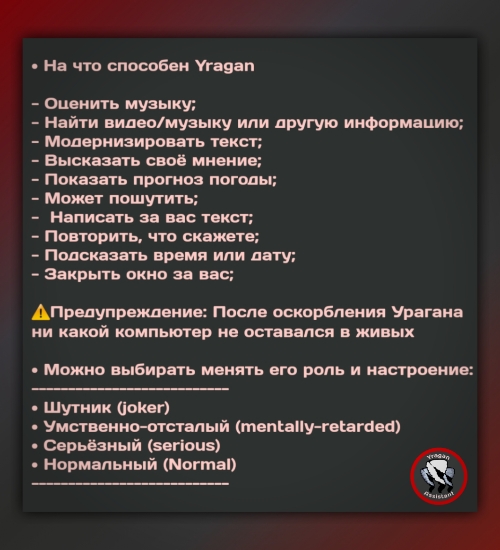 • На что способен Yragan
- Оценить музыку;
- Найти видео/музыку или другую информацию;
- Модернизировать текст;
- Высказать своё мнение;
- Показать прогноз погоды;
- Может пошутить;
-  Написать за вас текст;
- Повторить, что скажете;
- Подсказать время или дату;
- Закрыть окно за вас;
⚠️Предупреждение: После оскорбления Урагана
ни какой компьютер не оставался в живых
• Можно выбирать менять его роль и настроение:
---------------------------
• Шутник (joker)
• Умственно-отсталый (mentally-retarded)
• Серьёзный (serious)
• Нормальный (Normal)
---------------------------
Yragan
Assistant